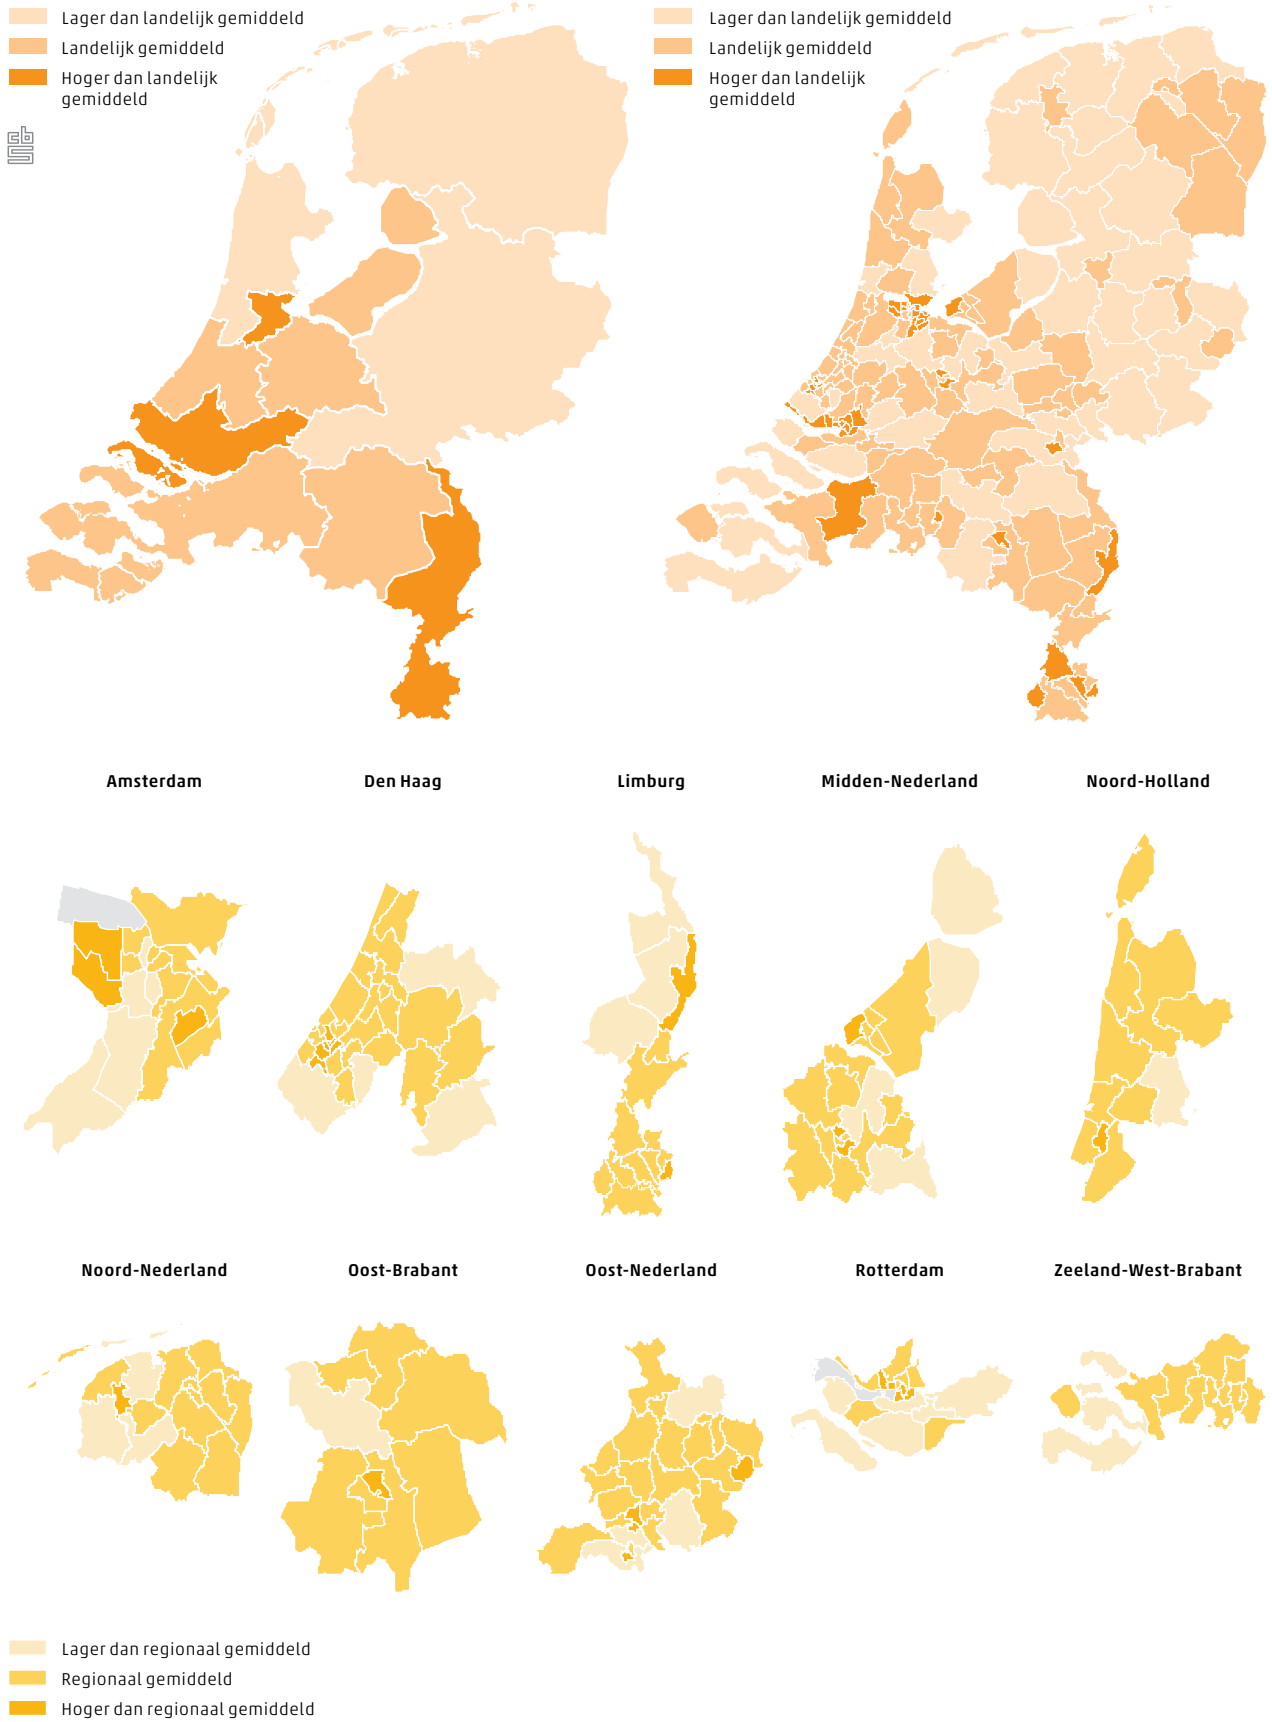 Lager dan landelijk gemiddeld
Landelijk gemiddeld
Hoger dan landelijk
gemiddeld
Lager dan landelijk gemiddeld
Landelijk gemiddeld
Hoger dan landelijk
gemiddeld
cbs
Amsterdam
Den Haag
Limburg
Midden-Nederland
Noord-Holland
Noord-Nederland
Oost-Brabant
Oost-Nederland
Rotterdam
Zeeland-West-Brabant
Lager dan regionaal gemiddeld
Regionaal gemiddeld
Hoger dan regionaal gemiddeld